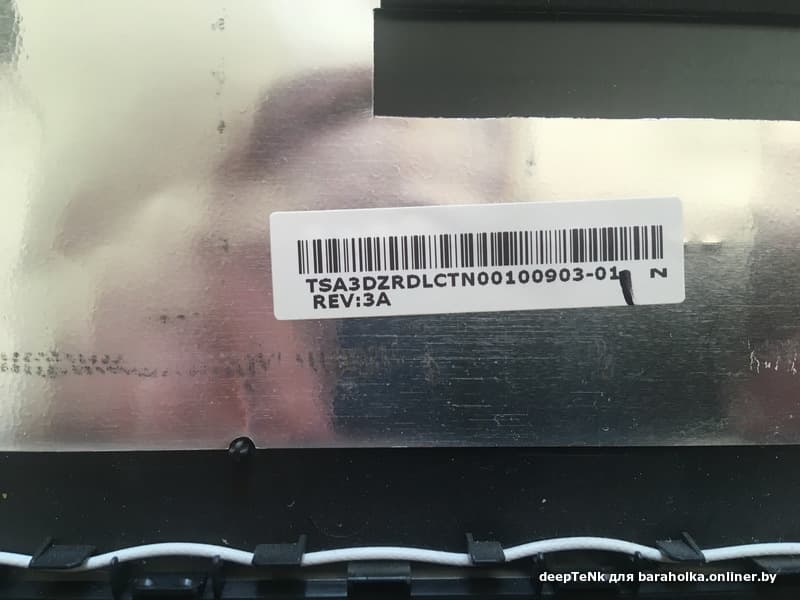 TSA3DZRDLCTN00100903-01 N
REV:3A
deepTeNk для baraholka.onliner.by